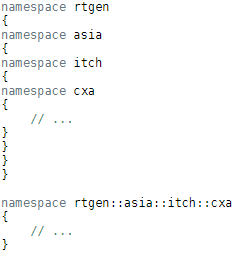 namespace rtgen
{
namespace asia
{
namespace itch
{
namespace cxa
{
    // ...
}
}
}
}

namespace rtgen::asia::itch::cxa
{
    // ...
}